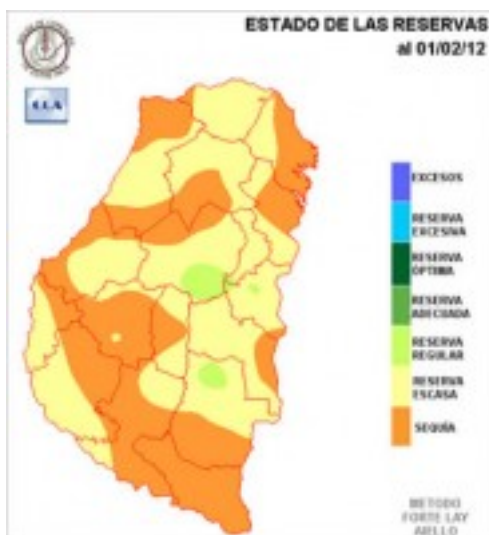 ESTADO DE LAS RESERVAS
al 01/02/12
EXCESOS
RESERVA
EXCESIVA
RESERVA
ÓPTIMA
RESERVA
ADECUADA
RESERVA
REGULAR
RESERVA
ESCASA
SEQUÍA
METODO
FORTE LAY
AIELLO